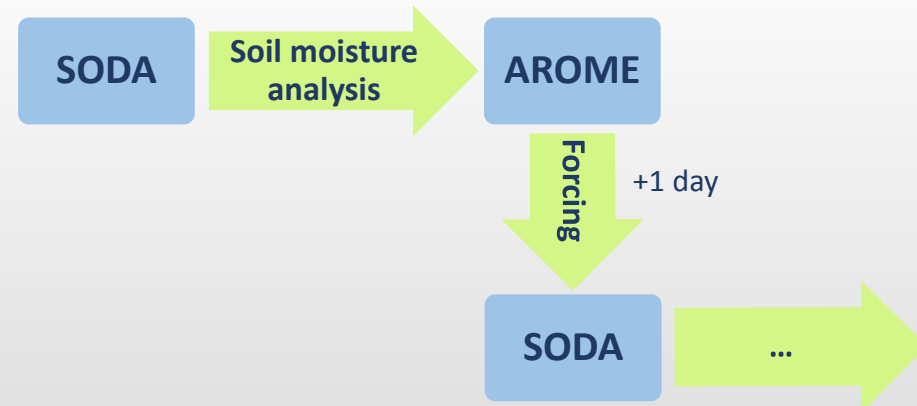 SODA
Soil moisture
analysis
AROME
Forcing
+1 day
SODA
...